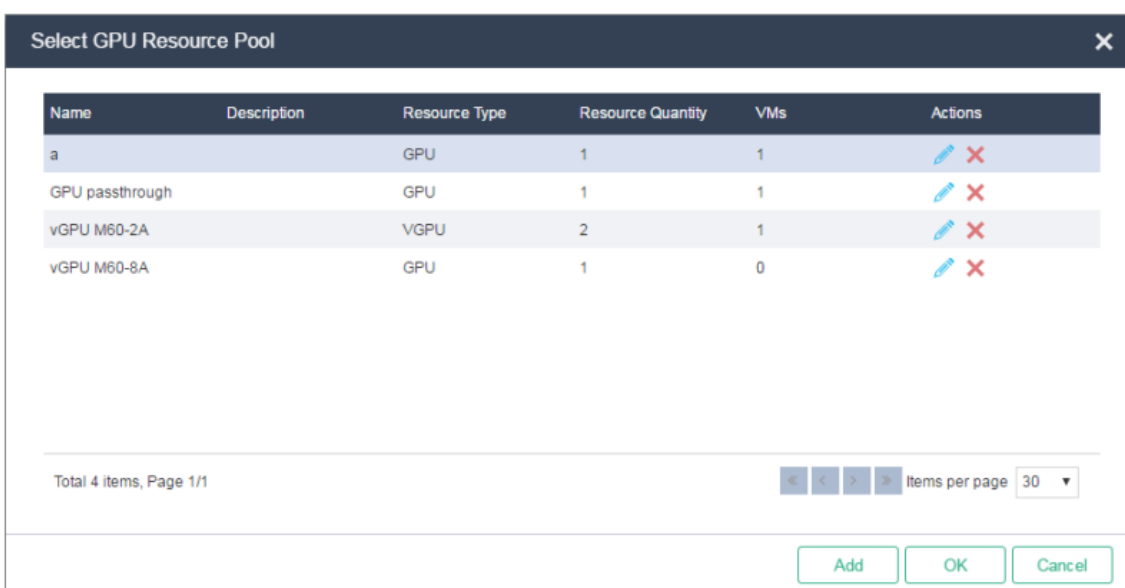 Select GPU Resource Pool
Name Description Resource Type Resource Quantity VMs Actions
a GPU 1 1
GPU passthrough GPU 1 1
vGPU M60-2A VGPU 2 1
vGPU M60-8A GPU 1 0
Total 4 items, Page 1/1 « < > » Items per page 30
Add OK Cancel